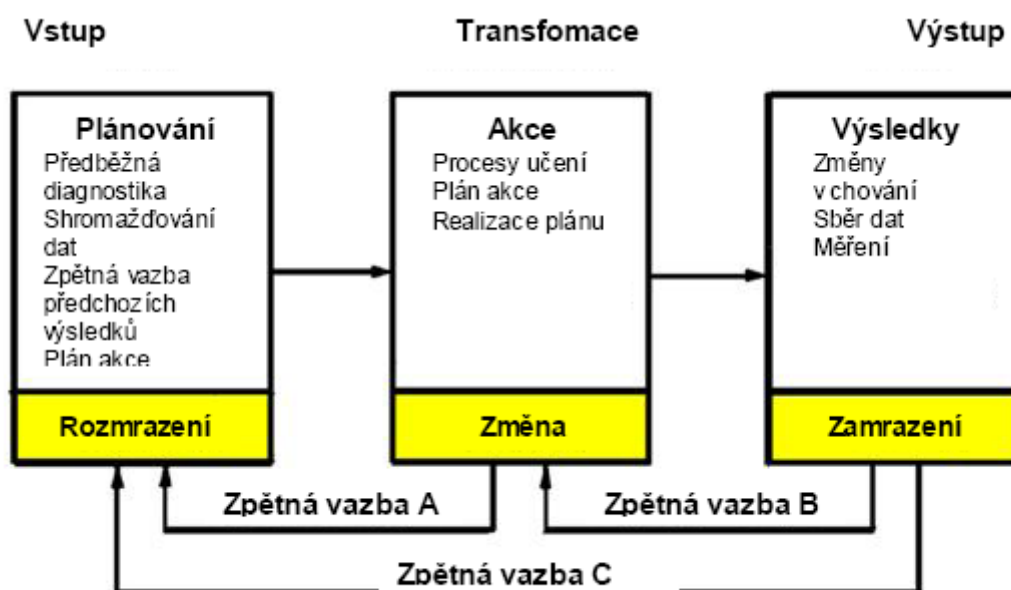 Vstup
Transfomace
Výstup
Plánování
Předběžná
diagnostika
Shromažďování
dat
Zpětná vazba
předchozích
výsledků
Plán akce
Rozmrazení
Akce
Procesy učení
Plán akce
Realizace plánu
Změna
Výsledky
Změny
v chování
Sběr dat
Měření
Zamrazení
Zpětná vazba A
Zpětná vazba B
Zpětná vazba C